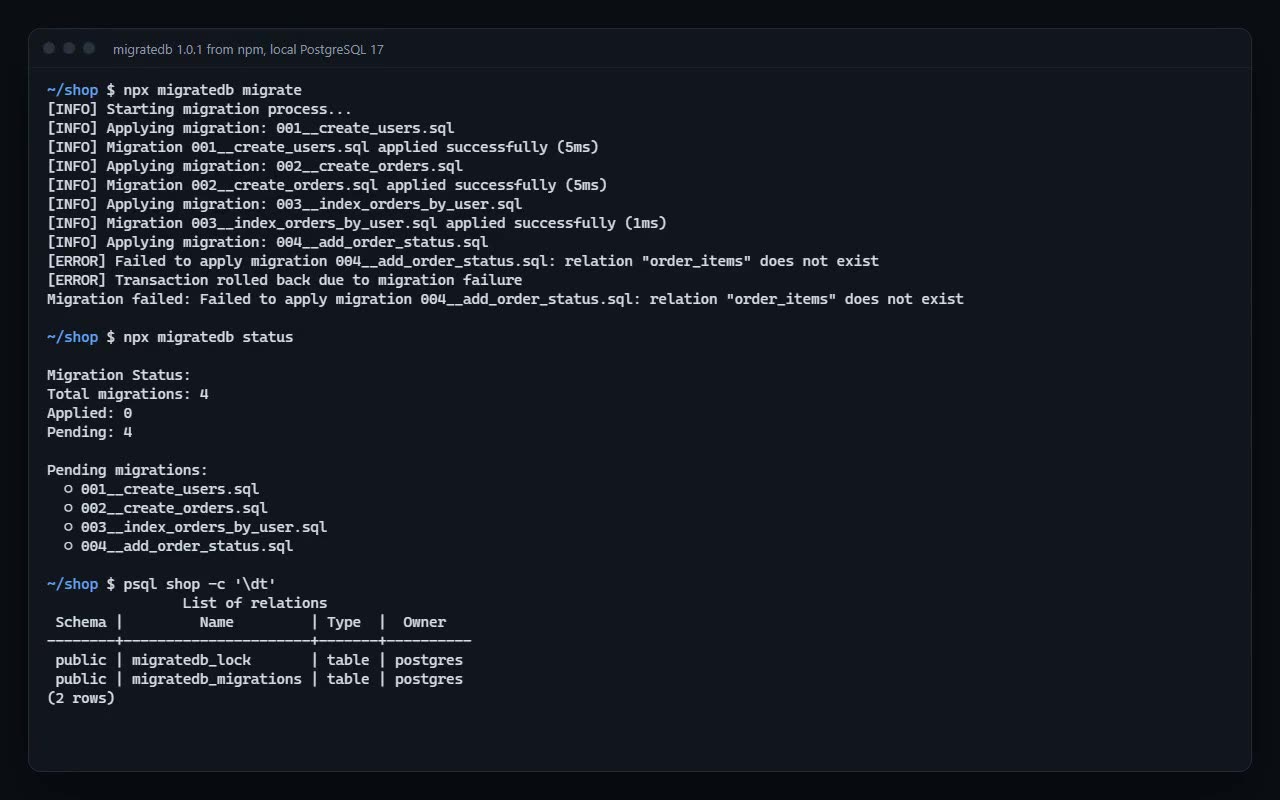 migratedb 1.0.1 from npm, local PostgreSQL 17
~/shop $ npx migratedb migrate
[INFO] Starting migration process...
[INFO] Applying migration: 001__create_users.sql
[INFO] Migration 001__create_users.sql applied successfully (5ms)
[INFO] Applying migration: 002__create_orders.sql
[INFO] Migration 002__create_orders.sql applied successfully (5ms)
[INFO] Applying migration: 003__index_orders_by_user.sql
[INFO] Migration 003__index_orders_by_user.sql applied successfully (1ms)
[INFO] Applying migration: 004__add_order_status.sql
[ERROR] Failed to apply migration 004__add_order_status.sql: relation "order_items" does not exist
[ERROR] Transaction rolled back due to migration failure
Migration failed: Failed to apply migration 004__add_order_status.sql: relation "order_items" does not exist
~/shop $ npx migratedb status
Migration Status:
Total migrations: 4
Applied: 0
Pending: 4
Pending migrations:
  ○ 001__create_users.sql
  ○ 002__create_orders.sql
  ○ 003__index_orders_by_user.sql
  ○ 004__add_order_status.sql
~/shop $ psql shop -c '\dt'
                List of relations
 Schema |         Name         | Type  |  Owner
--------+----------------------+-------+----------
 public | migratedb_lock       | table | postgres
 public | migratedb_migrations | table | postgres
(2 rows)